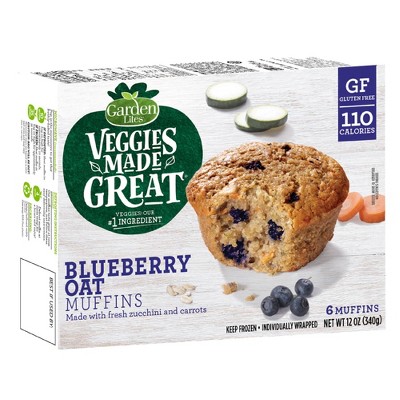 Garden
Lites
VEGGIES
MADE
GREAT®
VEGGIES: OUR
#1 INGREDIENT
GF
GLUTEN FREE
110
CALORIES
BLUEBERRY
OAT
MUFFINS
Made with fresh zucchini and carrots
6 MUFFINS
KEEP FROZEN • INDIVIDUALLY WRAPPED
NET WT 12 OZ (340g)
BEST IF USED BY: